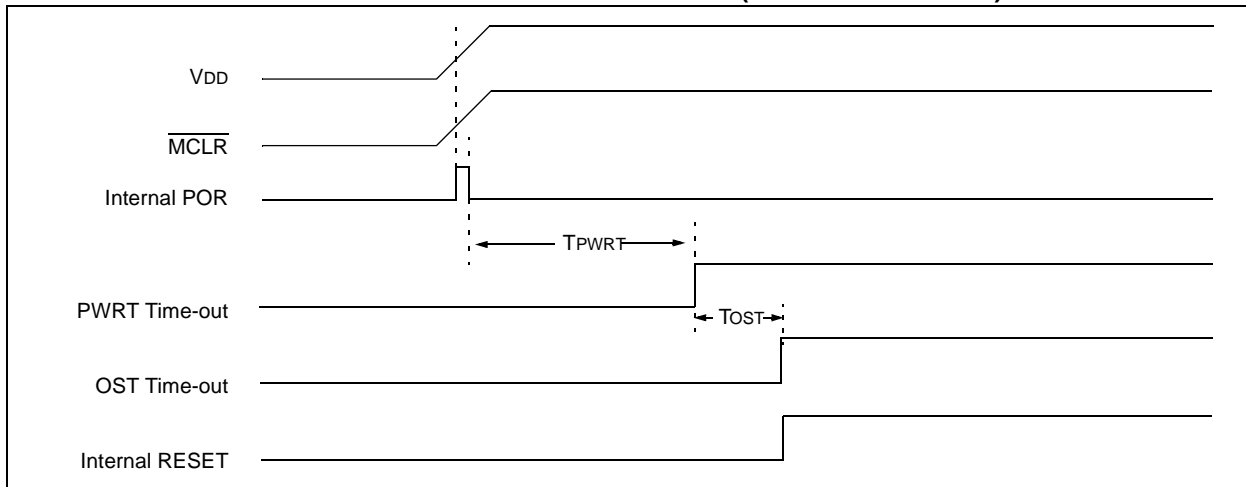 VDD
MCLR
Internal POR
TPWRT
PWRT Time-out
TOST
OST Time-out
Internal RESET